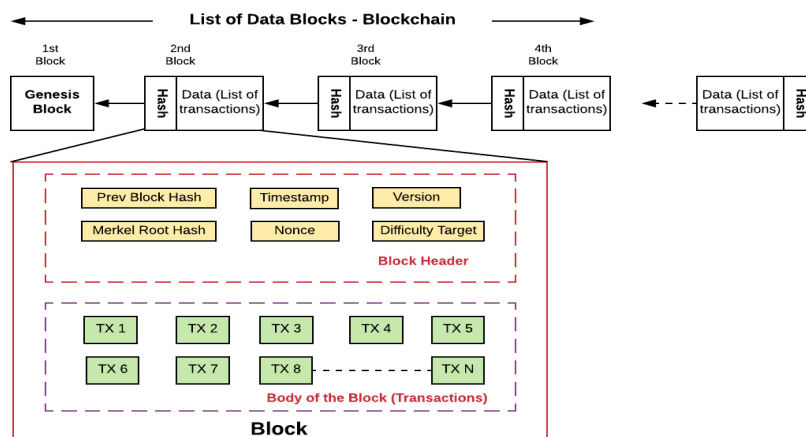 List of Data Blocks - Blockchain
1st
Block
2nd
Block
3rd
Block
4th
Block
Genesis
Block
Hash
Data (List of
transactions)
Hash
Data (List of
transactions)
Hash
Data (List of
transactions)
Data (List of
transactions)
Hash
Prev Block Hash
Timestamp
Version
Merkel Root Hash
Nonce
Difficulty Target
Block Header
TX 1
TX 2
TX 3
TX 4
TX 5
TX 6
TX 7
TX 8
TX N
Body of the Block (Transactions)
Block